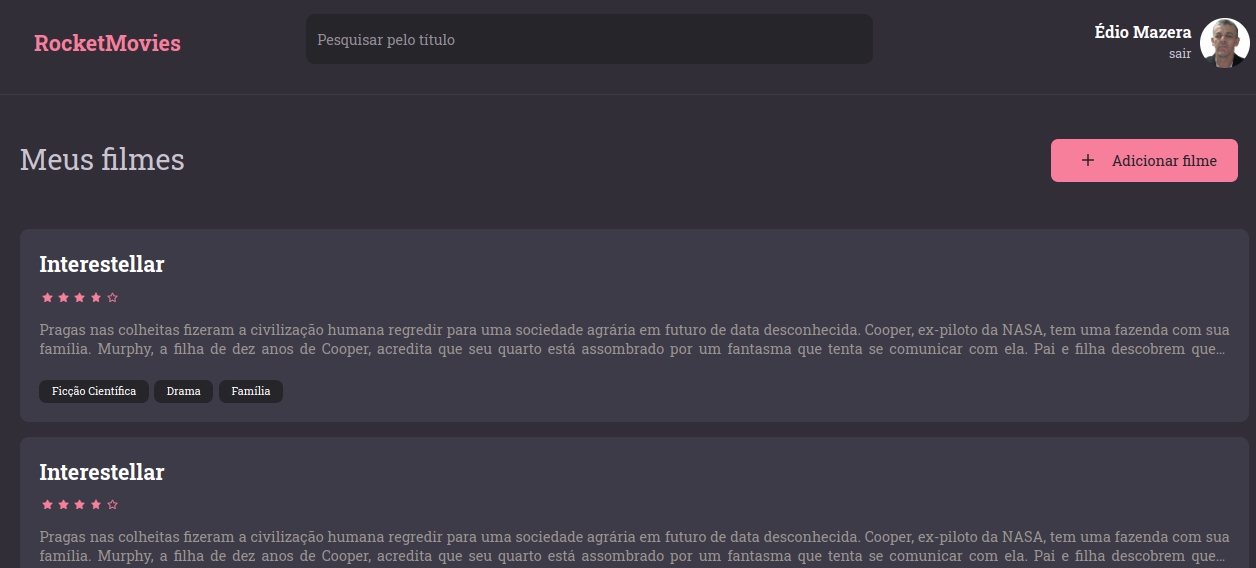 RocketMovies
Pesquisar pelo título
Édio Mazera
sair
Meus filmes
+ Adicionar filme
Interestellar
Pragas nas colheitas fizeram a civilização humana regredir para uma sociedade agrária em futuro de data desconhecida. Cooper, ex-piloto da NASA, tem uma fazenda com sua
família. Murphy, a filha de dez anos de Cooper, acredita que seu quarto está assombrado por um fantasma que tenta se comunicar com ela. Pai e filha descobrem que...
Ficção Científica Drama Família
Interestellar
Pragas nas colheitas fizeram a civilização humana regredir para uma sociedade agrária em futuro de data desconhecida. Cooper, ex-piloto da NASA, tem uma fazenda com sua
família. Murphy, a filha de dez anos de Cooper, acredita que seu quarto está assombrado por um fantasma que tenta se comunicar com ela. Pai e filha descobrem que...